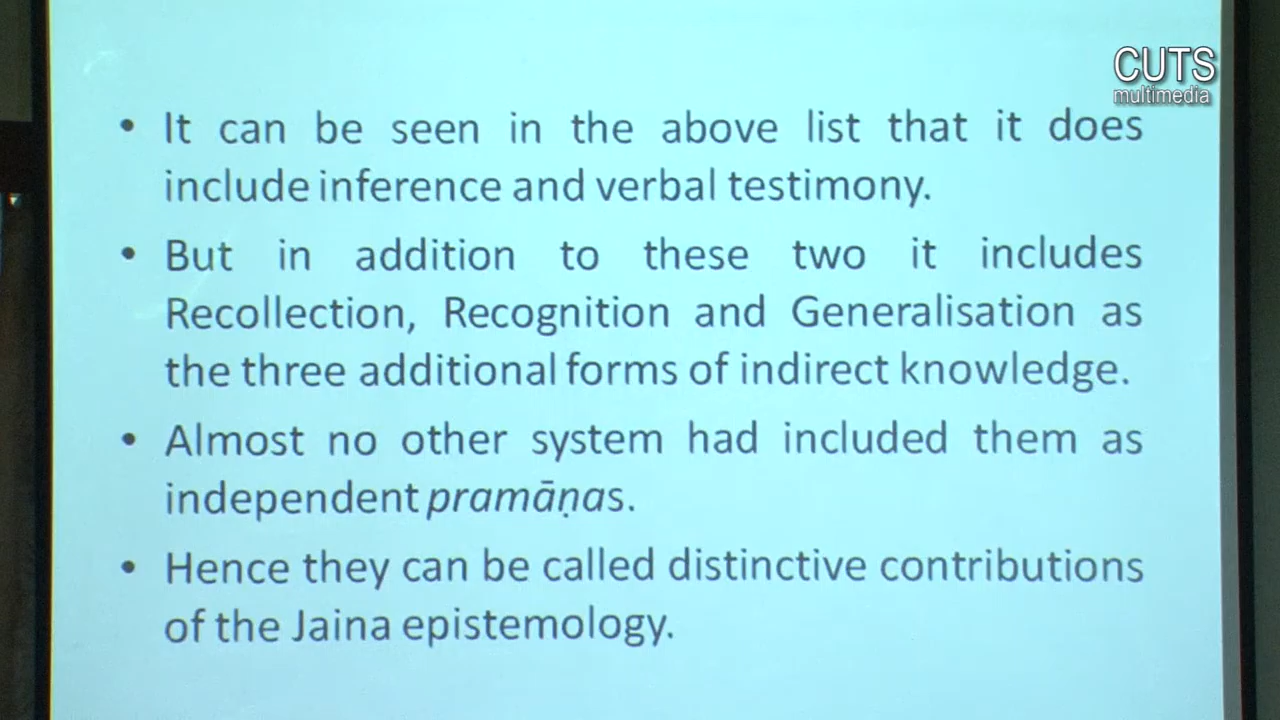 CUTS
multimedia
• It can be seen in the above list that it does
include inference and verbal testimony.
• But in addition to these two it includes
Recollection, Recognition and Generalisation as
the three additional forms of indirect knowledge.
• Almost no other system had included them as
independent pramāṇas.
• Hence they can be called distinctive contributions
of the Jaina epistemology.